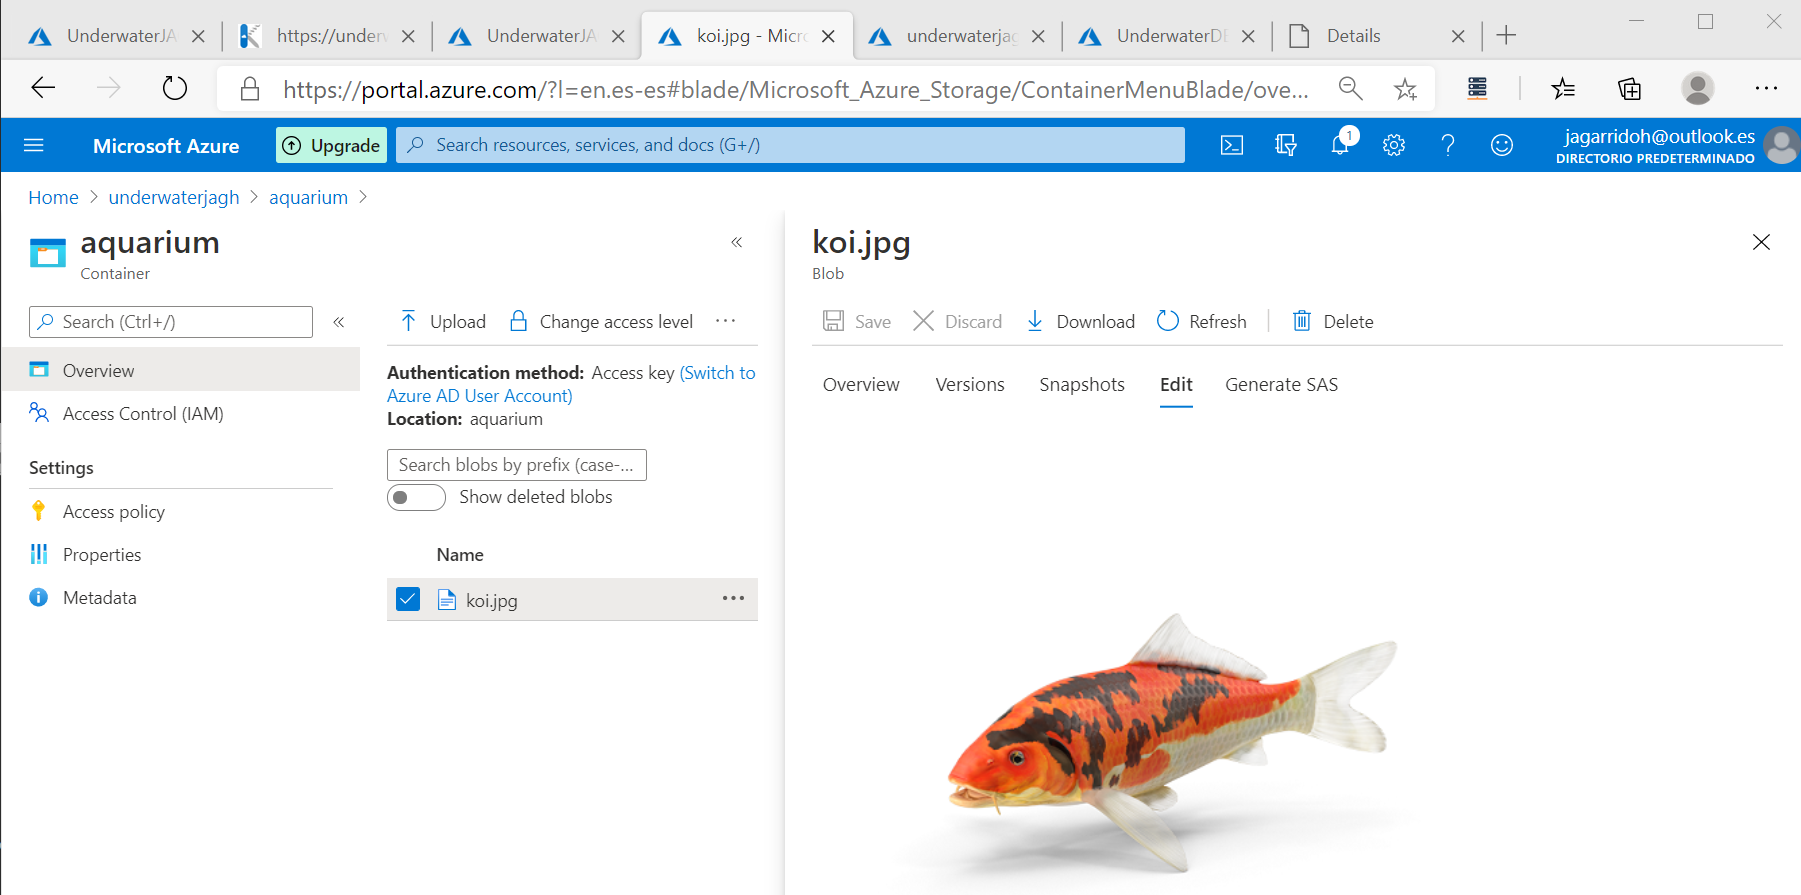 UnderwaterJA
https://underw
UnderwaterJA
koi.jpg - Micro
underwaterjag
UnderwaterDB
Details
https://portal.azure.com/?l=en.es-es#blade/Microsoft_Azure_Storage/ContainerMenuBlade/ove...
Microsoft Azure
Upgrade
Search resources, services, and docs (G+/)
1
jagarridoh@outlook.es
DIRECTORIO PREDETERMINADO
Home > underwaterjagh > aquarium >
aquarium
Container
Search (Ctrl+/)
Overview
Access Control (IAM)
Settings
Access policy
Properties
Metadata
Upload
Change access level
Authentication method: Access key (Switch to
Azure AD User Account)
Location: aquarium
Search blobs by prefix (case-...
Show deleted blobs
Name
koi.jpg
koi.jpg
Blob
Save
Discard
Download
Refresh
Delete
Overview
Versions
Snapshots
Edit
Generate SAS